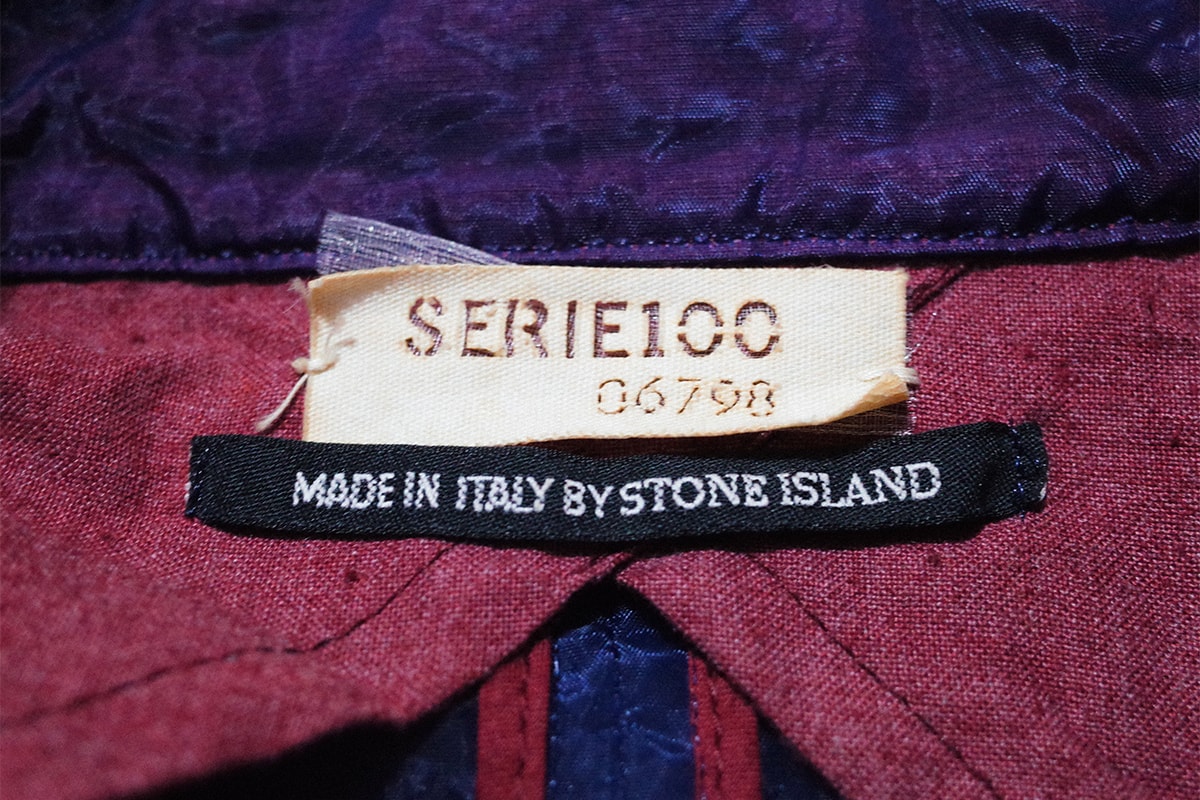 SERIE100
06798
MADE IN ITALY BY STONE ISLAND